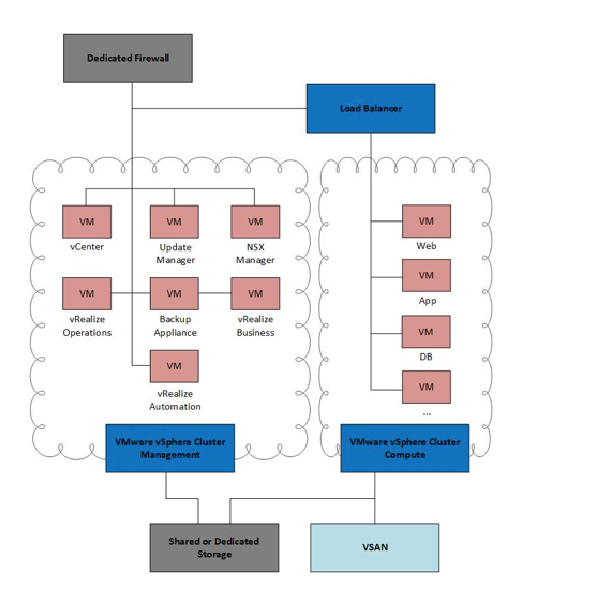 Dedicated Firewall
Load Balancer
VM
VM
VM
vCenter
Update
Manager
NSX
Manager
VM
VM
VM
vRealize
Operations
Backup
Appliance
vRealize
Business
VM
vRealize
Automation
VM
Web
VM
App
VM
DB
VM
...
VMware vSphere Cluster
Management
VMware vSphere Cluster
Compute
Shared or Dedicated
Storage
VSAN